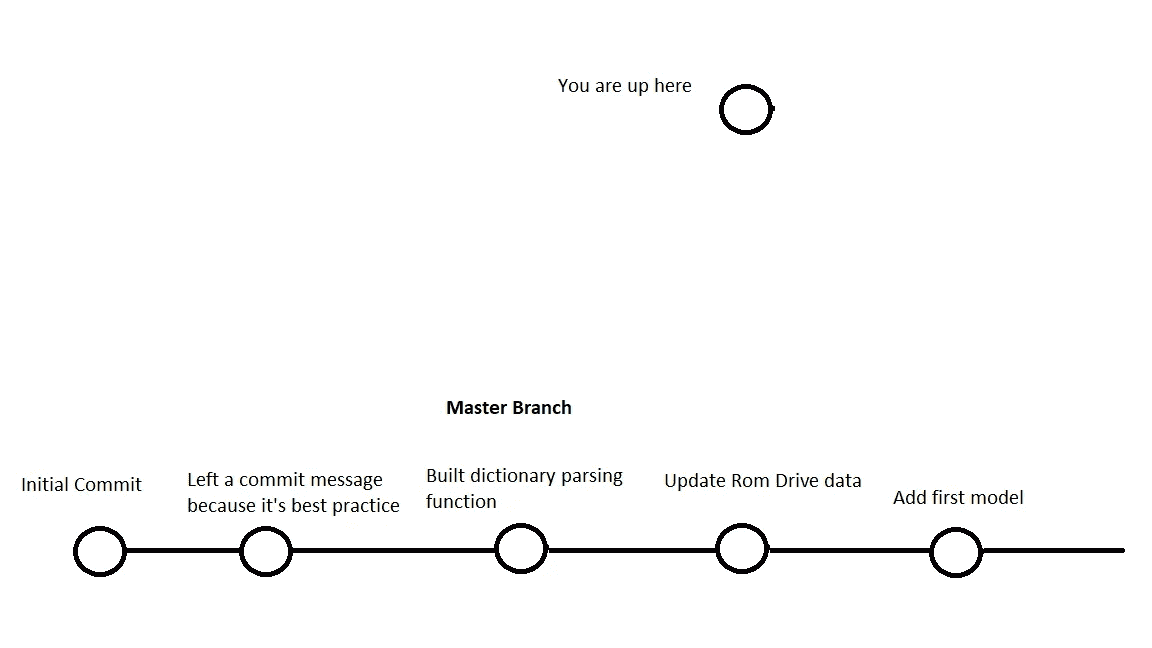 You are up here
Master Branch
Initial Commit
Left a commit message
because it's best practice
Built dictionary parsing
function
Update Rom Drive data
Add first model